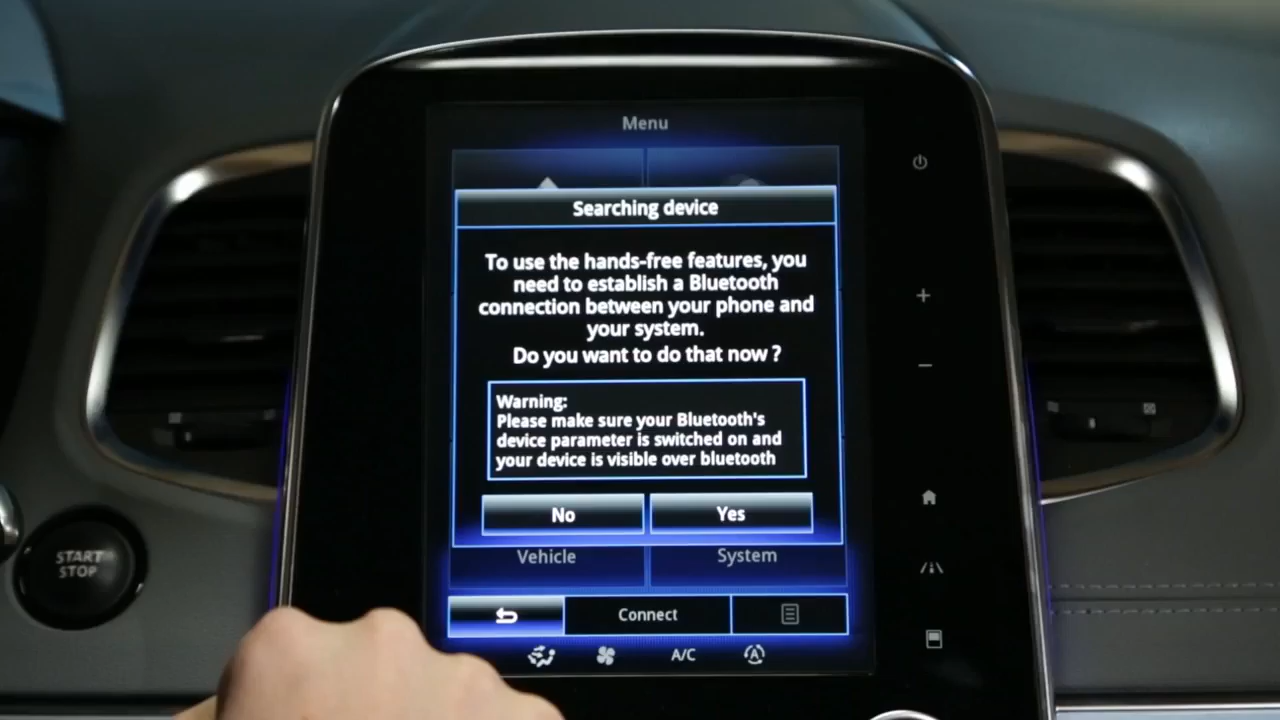 Menu
Searching device
To use the hands-free features, you
need to establish a Bluetooth
connection between your phone and
your system.
Do you want to do that now ?
Warning:
Please make sure your Bluetooth's
device parameter is switched on and
your device is visible over bluetooth
No
Yes
Vehicle
System
START
STOP
Connect
A/C
A